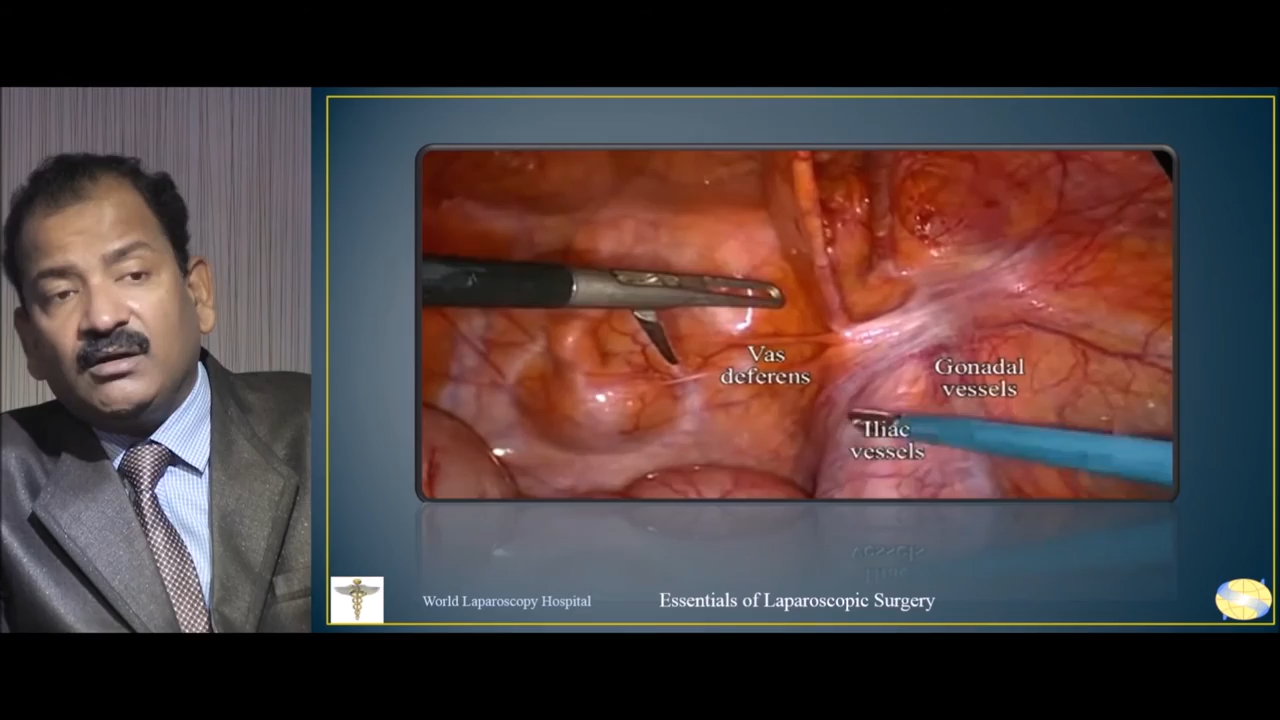 Vas
deferens
Gonadal
vessels
Iliac
vessels
World Laparoscopy Hospital
Essentials of Laparoscopic Surgery